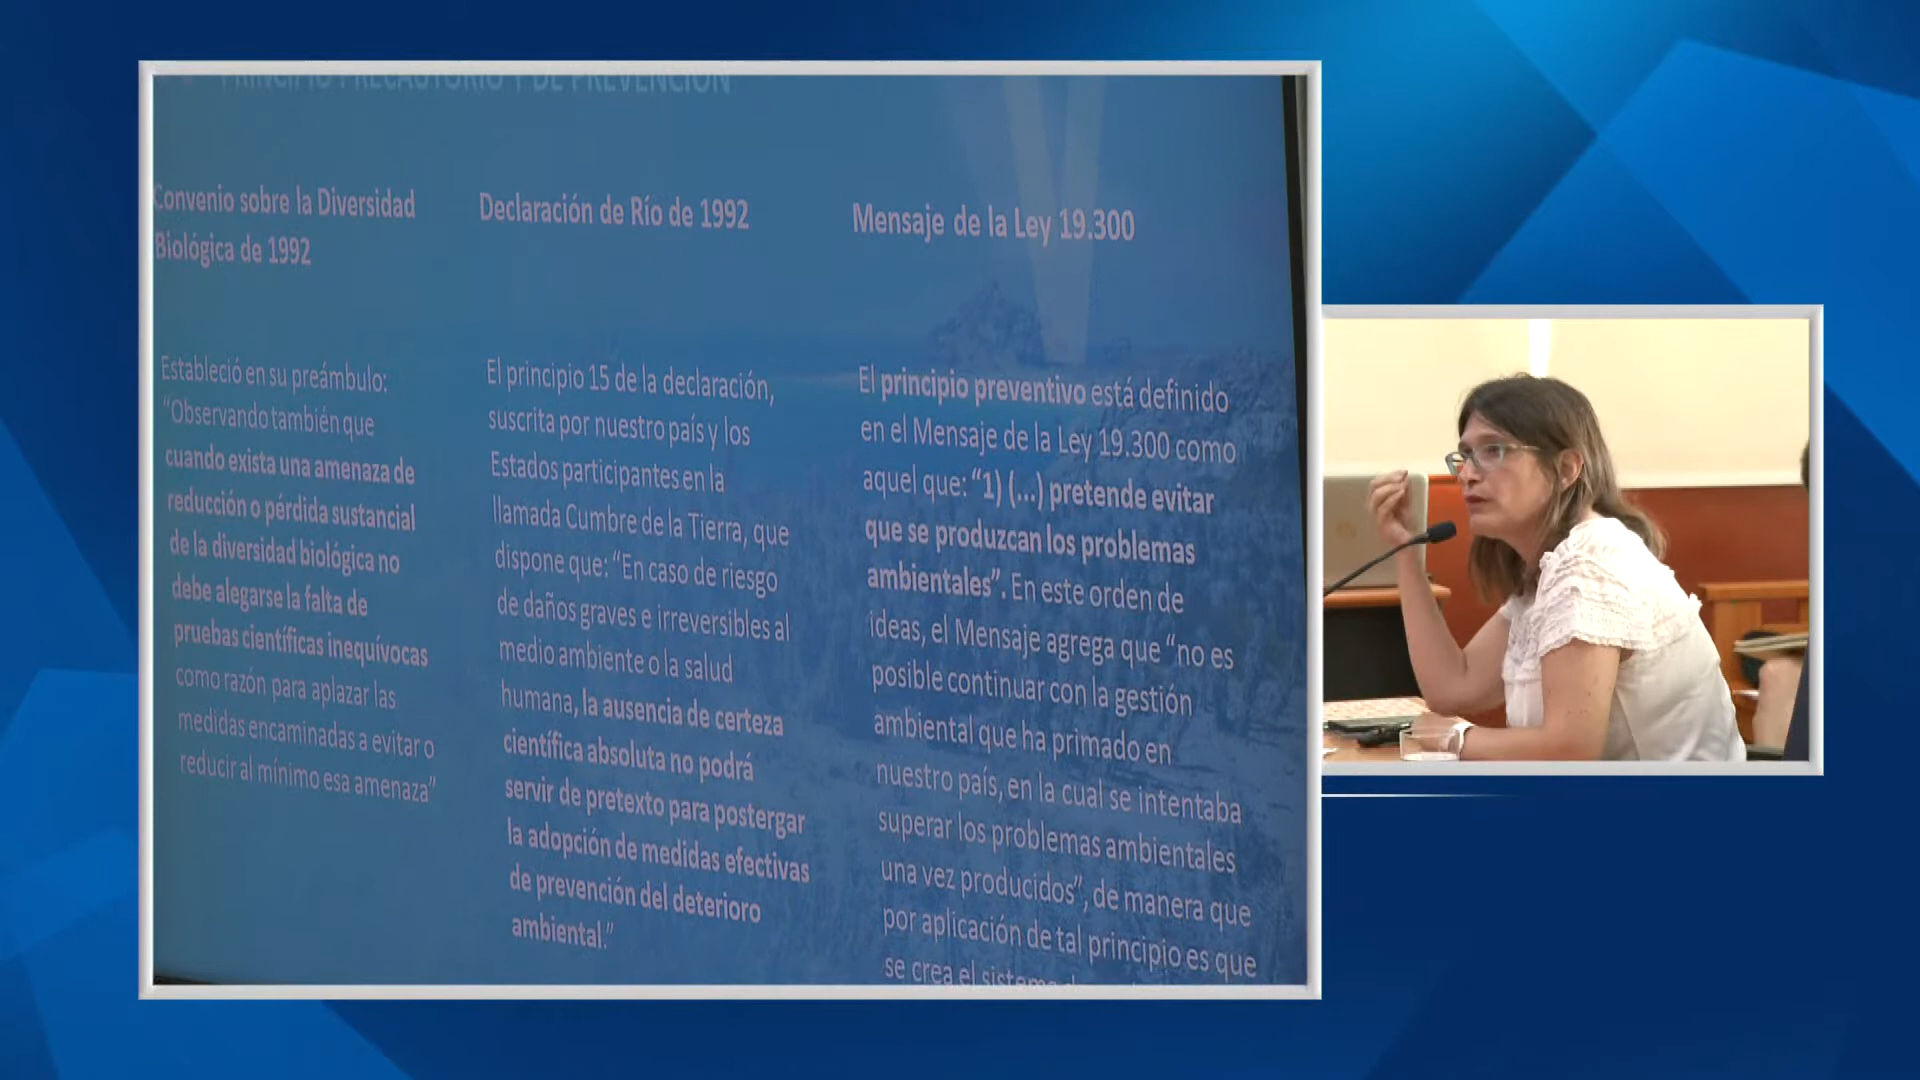 PRINCIPIO PRECAUTORIO Y DE PREVENCIÓN
Convenio sobre la Diversidad
Biológica de 1992
Estableció en su preámbulo:
“Observando también que
cuando exista una amenaza de
reducción o pérdida sustancial
de la diversidad biológica no
debe alegarse la falta de
pruebas científicas inequívocas
como razón para aplazar las
medidas encaminadas a evitar o
reducir al mínimo esa amenaza”
Declaración de Río de 1992
El principio 15 de la declaración,
suscrita por nuestro país y los
Estados participantes en la
llamada Cumbre de la Tierra, que
dispone que: “En caso de riesgo
de daños graves e irreversibles al
medio ambiente o la salud
humana, la ausencia de certeza
científica absoluta no podrá
servir de pretexto para postergar
la adopción de medidas efectivas
de prevención del deterioro
ambiental.”
Mensaje de la Ley 19.300
El principio preventivo está definido
en el Mensaje de la Ley 19.300 como
aquel que: “1) (...) pretende evitar
que se produzcan los problemas
ambientales”. En este orden de
ideas, el Mensaje agrega que “no es
posible continuar con la gestión
ambiental que ha primado en
nuestro país, en la cual se intentaba
superar los problemas ambientales
una vez producidos”, de manera que
por aplicación de tal principio es que
se crea el sistema